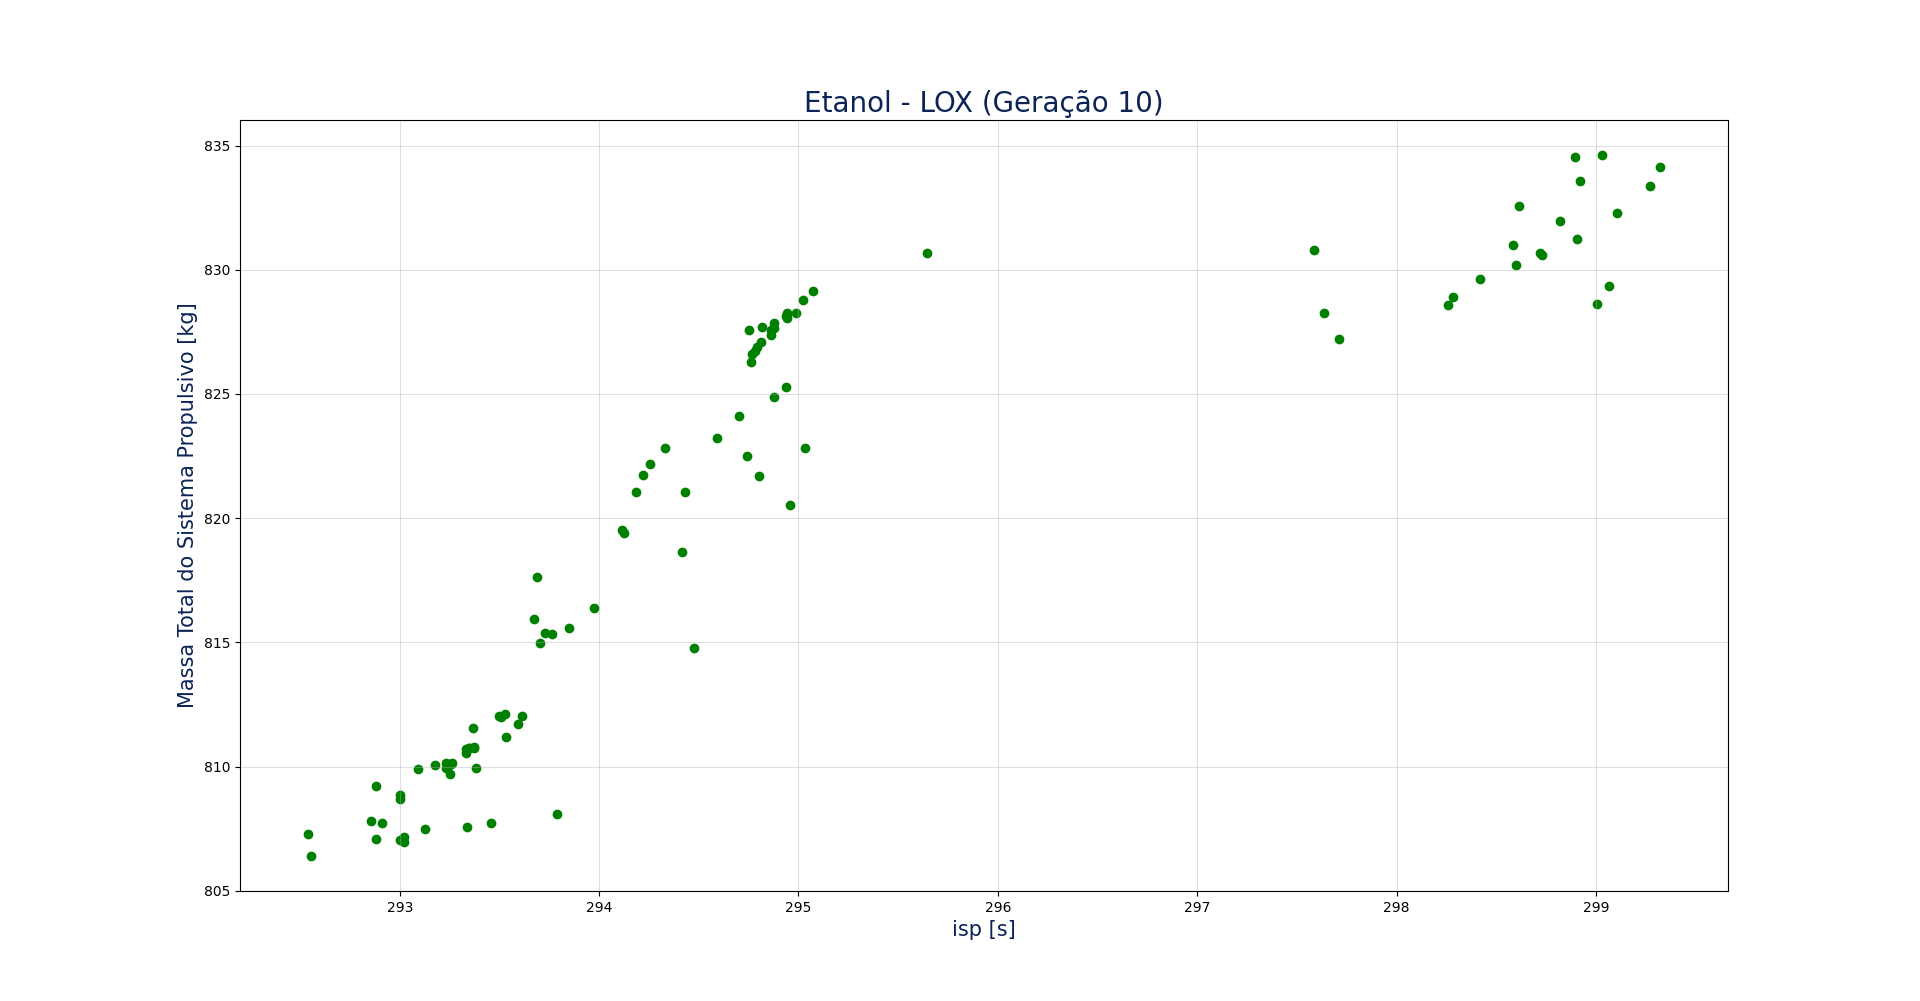 Etanol - LOX (Geração 10)
Massa Total do Sistema Propulsivo [kg]
835
830
825
820
815
810
805
293 294 295 296 297 298 299
isp [s]